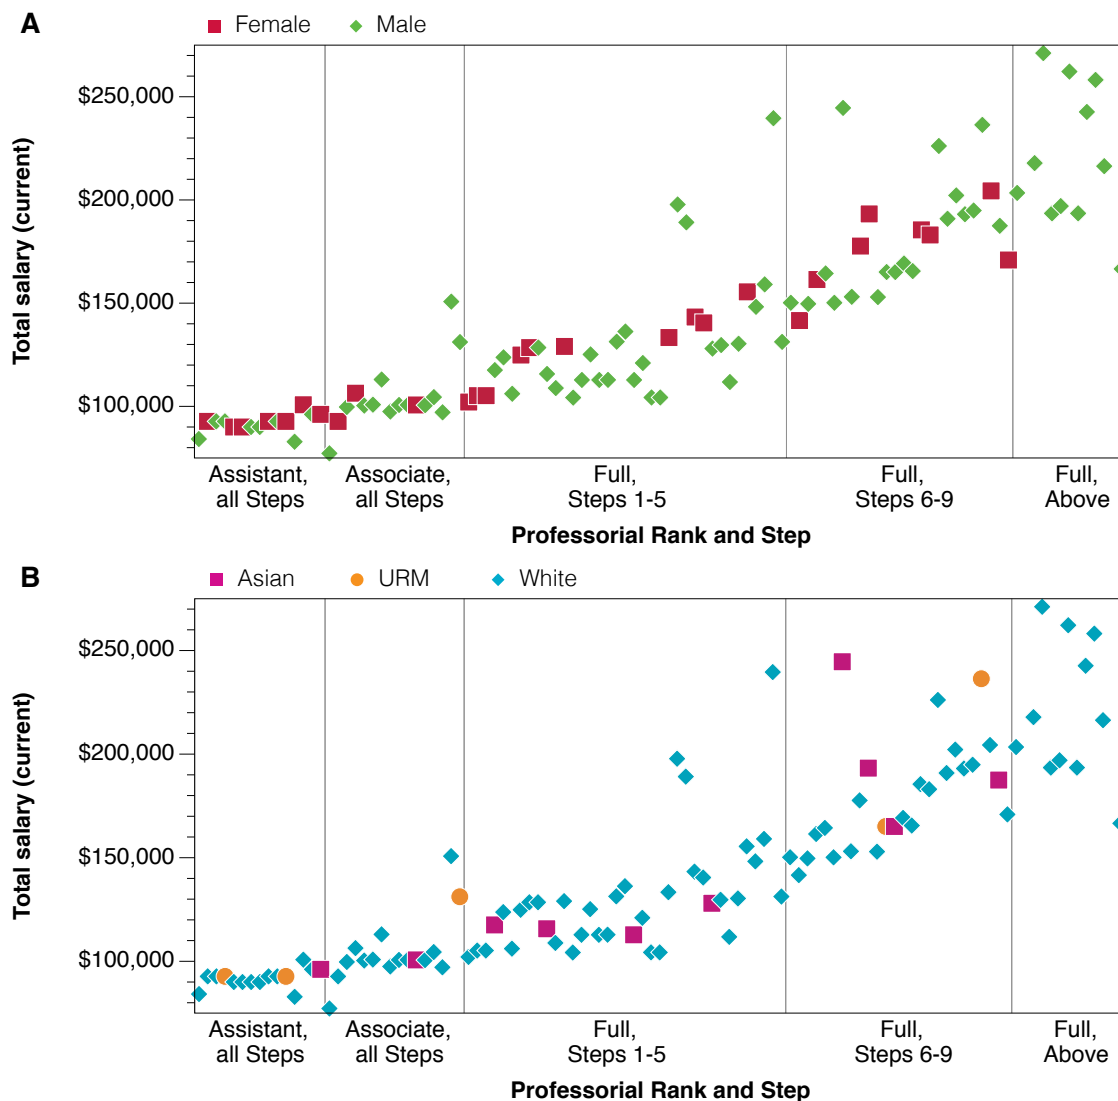 A
Female Male
Total salary (current)
$250,000
$200,000
$150,000
$100,000
Assistant, Associate, Full, Full, Full,
all Steps all Steps Steps 1-5 Steps 6-9 Above
Professorial Rank and Step
B
Asian URM White
Total salary (current)
$250,000
$200,000
$150,000
$100,000
Assistant, Associate, Full, Full, Full,
all Steps all Steps Steps 1-5 Steps 6-9 Above
Professorial Rank and Step